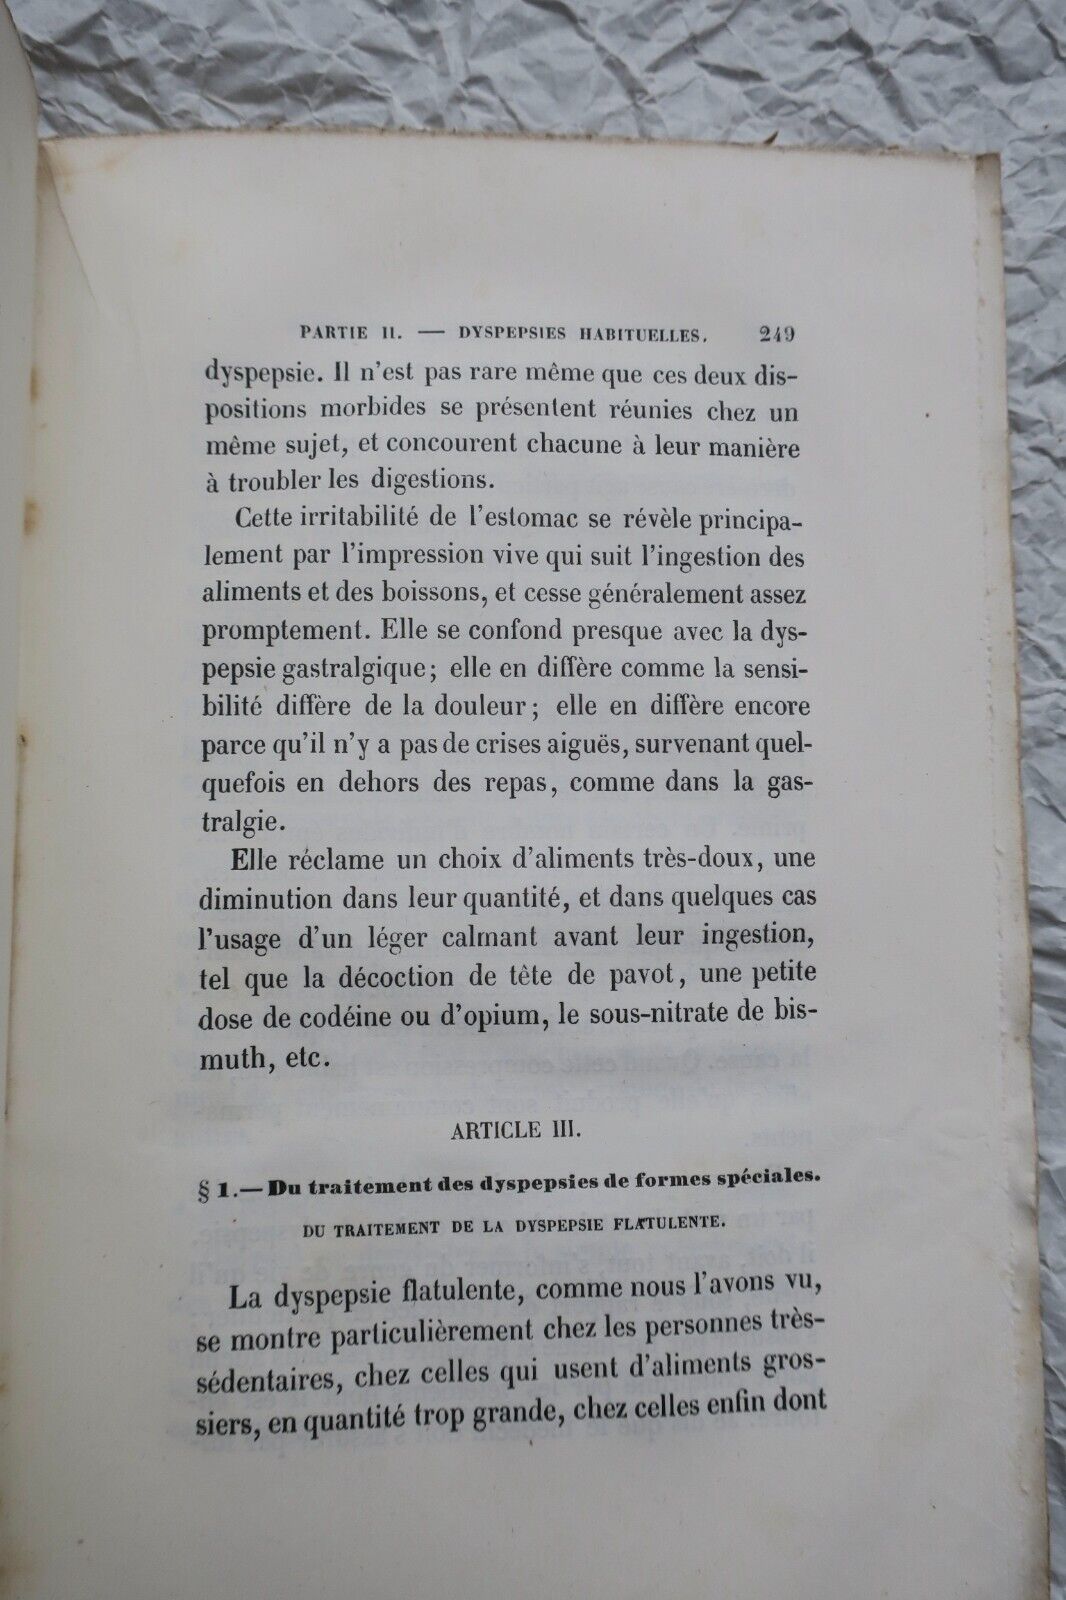 PARTIE II. — DYSPEPSIES HABITUELLES. 249
dyspepsie. Il n'est pas rare même que ces deux dis-
positions morbides se présentent réunies chez un
même sujet, et concourent chacune à leur manière
à troubler les digestions.
Cette irritabilité de l'estomac se révèle principa-
lement par l'impression vive qui suit l'ingestion des
aliments et des boissons, et cesse généralement assez
promptement. Elle se confond presque avec la dys-
pepsie gastralgique; elle en diffère comme la sensi-
bilité diffère de la douleur; elle en diffère encore
parce qu'il n'y a pas de crises aiguës, survenant quel-
quefois en dehors des repas, comme dans la gas-
tralgie.
Elle réclame un choix d'aliments très-doux, une
diminution dans leur quantité, et dans quelques cas
l'usage d'un léger calmant avant leur ingestion,
tel que la décoction de tête de pavot, une petite
dose de codéine ou d'opium, le sous-nitrate de bis-
muth, etc.
ARTICLE III.
§ 1.— Du traitement des dyspepsies de formes spéciales.
DU TRAITEMENT DE LA DYSPEPSIE FLATULENTE.
La dyspepsie flatulente, comme nous l'avons vu,
se montre particulièrement chez les personnes très-
sédentaires, chez celles qui usent d'aliments gros-
siers, en quantité trop grande, chez celles enfin dont